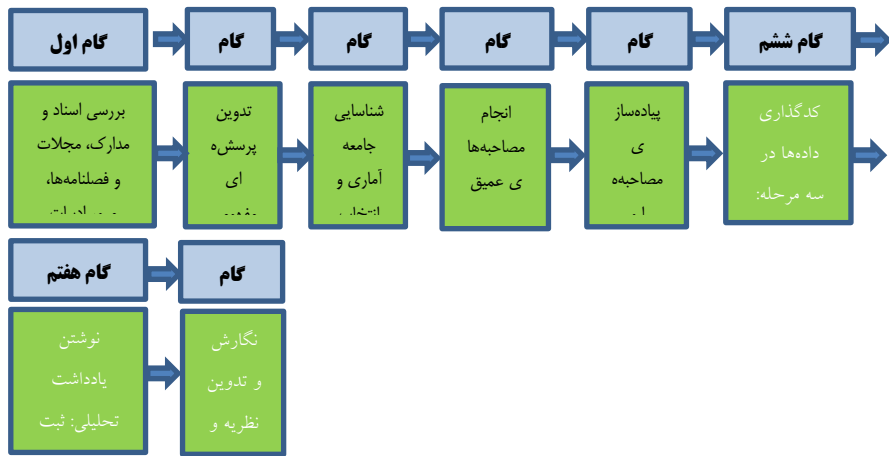 گام اول
گام
گام
گام
گام
گام ششم
بررسی اسناد و
مدارک، مجلات
و فصلنامه‌ها،
تدوین
پرسش‌ه
ای
شناسایی
جامعه
آماری و
انجام
مصاحبه‌ها
ی عمیق
پیاده‌ساز
ی
مصاحبه‌ه
کدگذاری
داده‌ها در
سه مرحله:
گام هفتم
گام
نوشتن
یادداشت
تحلیلی: ثبت
نگارش
و تدوین
نظریه و